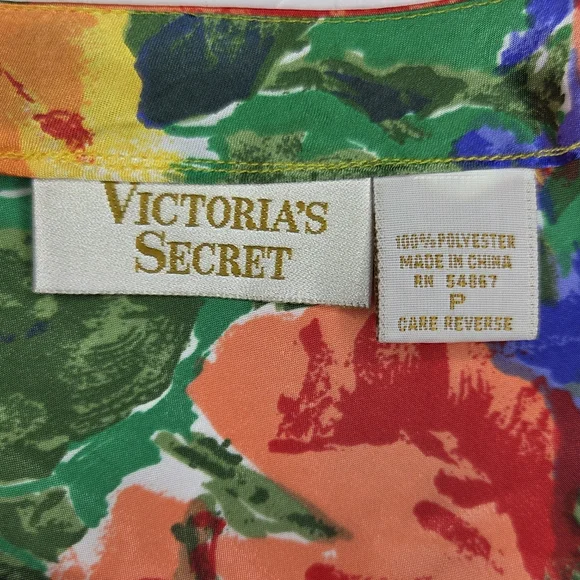 VICTORIA'S
SECRET
100% POLYESTER
MADE IN CHINA
RN 54867
P
CARE REVERSE